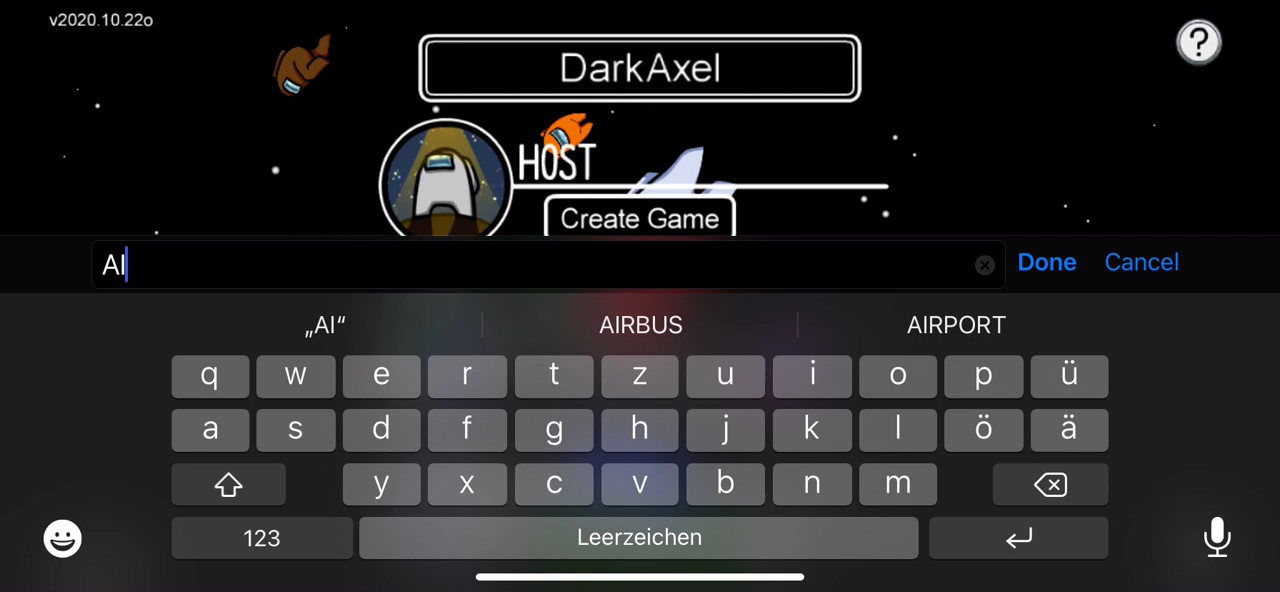 v2020.10.22o
DarkAxel
?
HOST
Create Game
AI
Done
Cancel
„AI“
AIRBUS
AIRPORT
q w e r t z u i o p ü
a s d f g h j k l ö ä
y x c v b n m
123
Leerzeichen